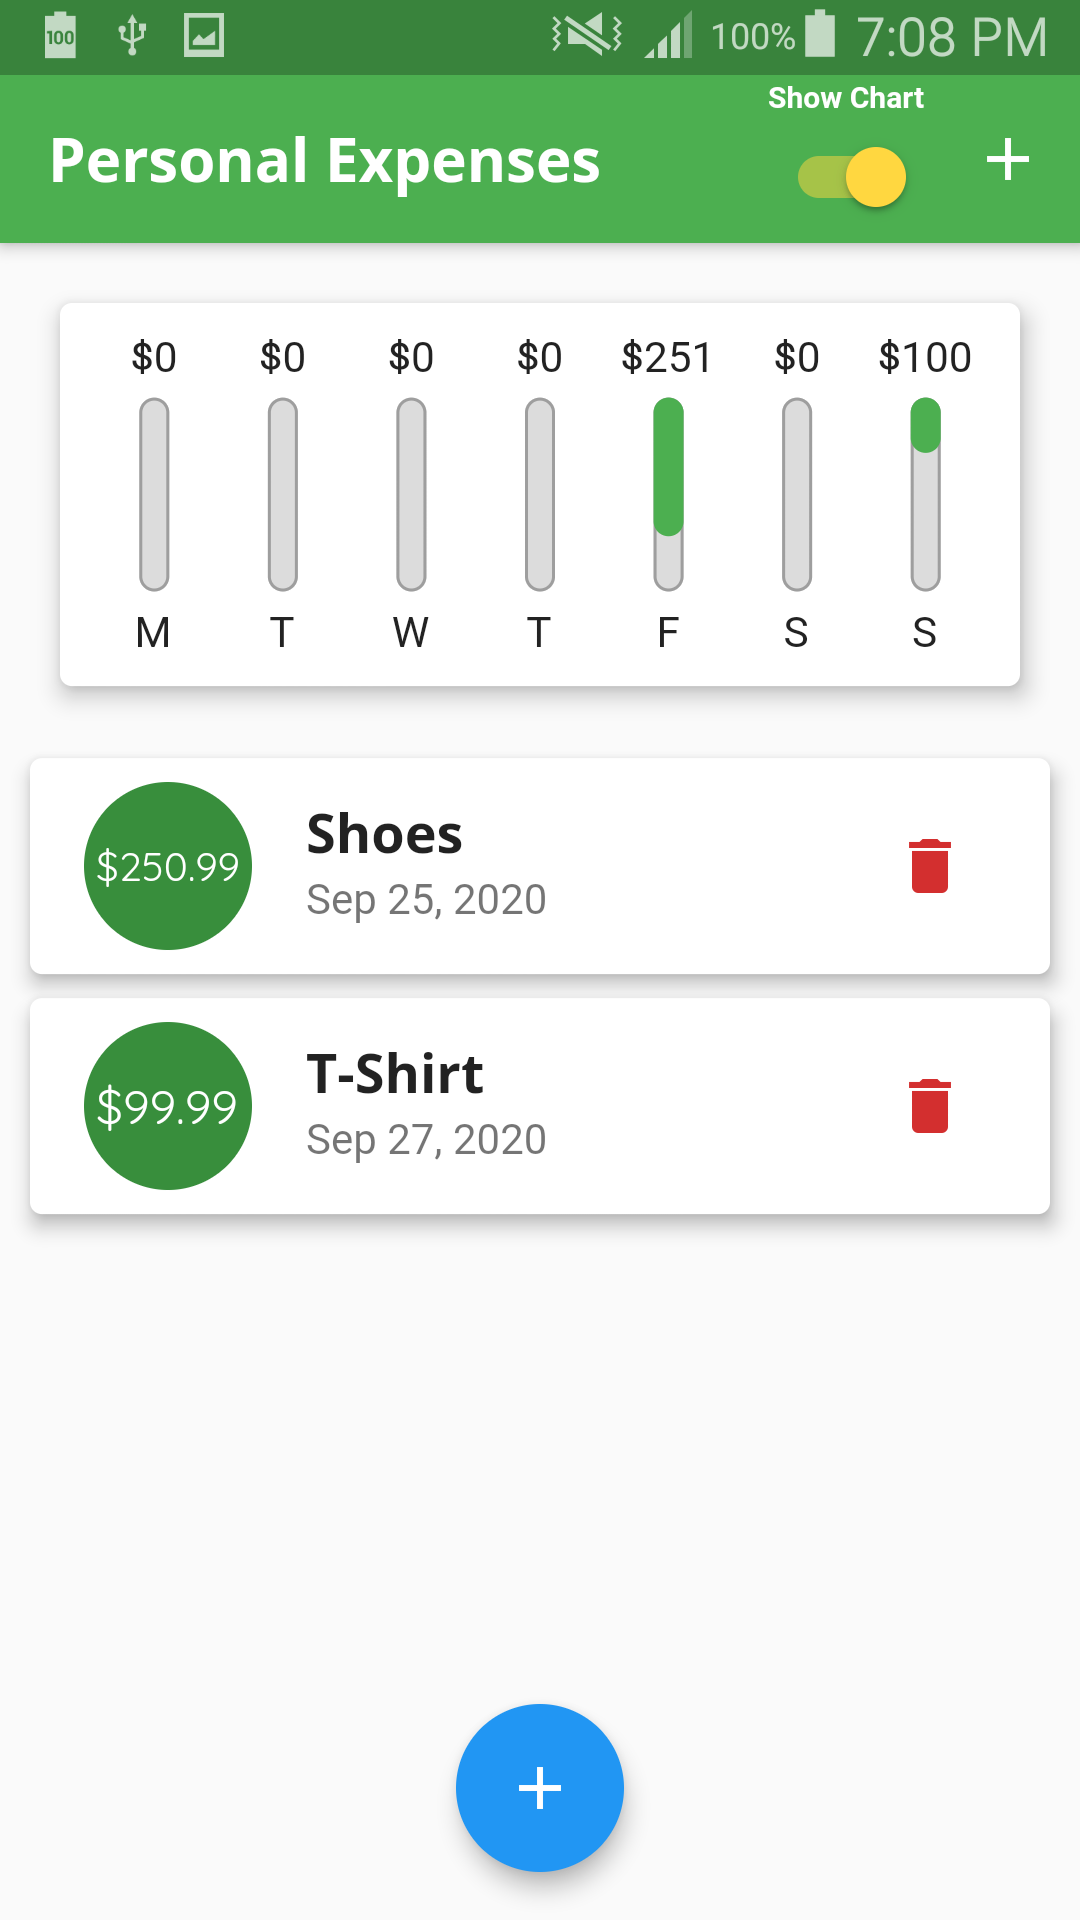 100 100% 7:08 PM
Show Chart
Personal Expenses
$0 $0 $0 $0 $251 $0 $100
M T W T F S S
Shoes
$250.99
Sep 25, 2020
T-Shirt
$99.99
Sep 27, 2020